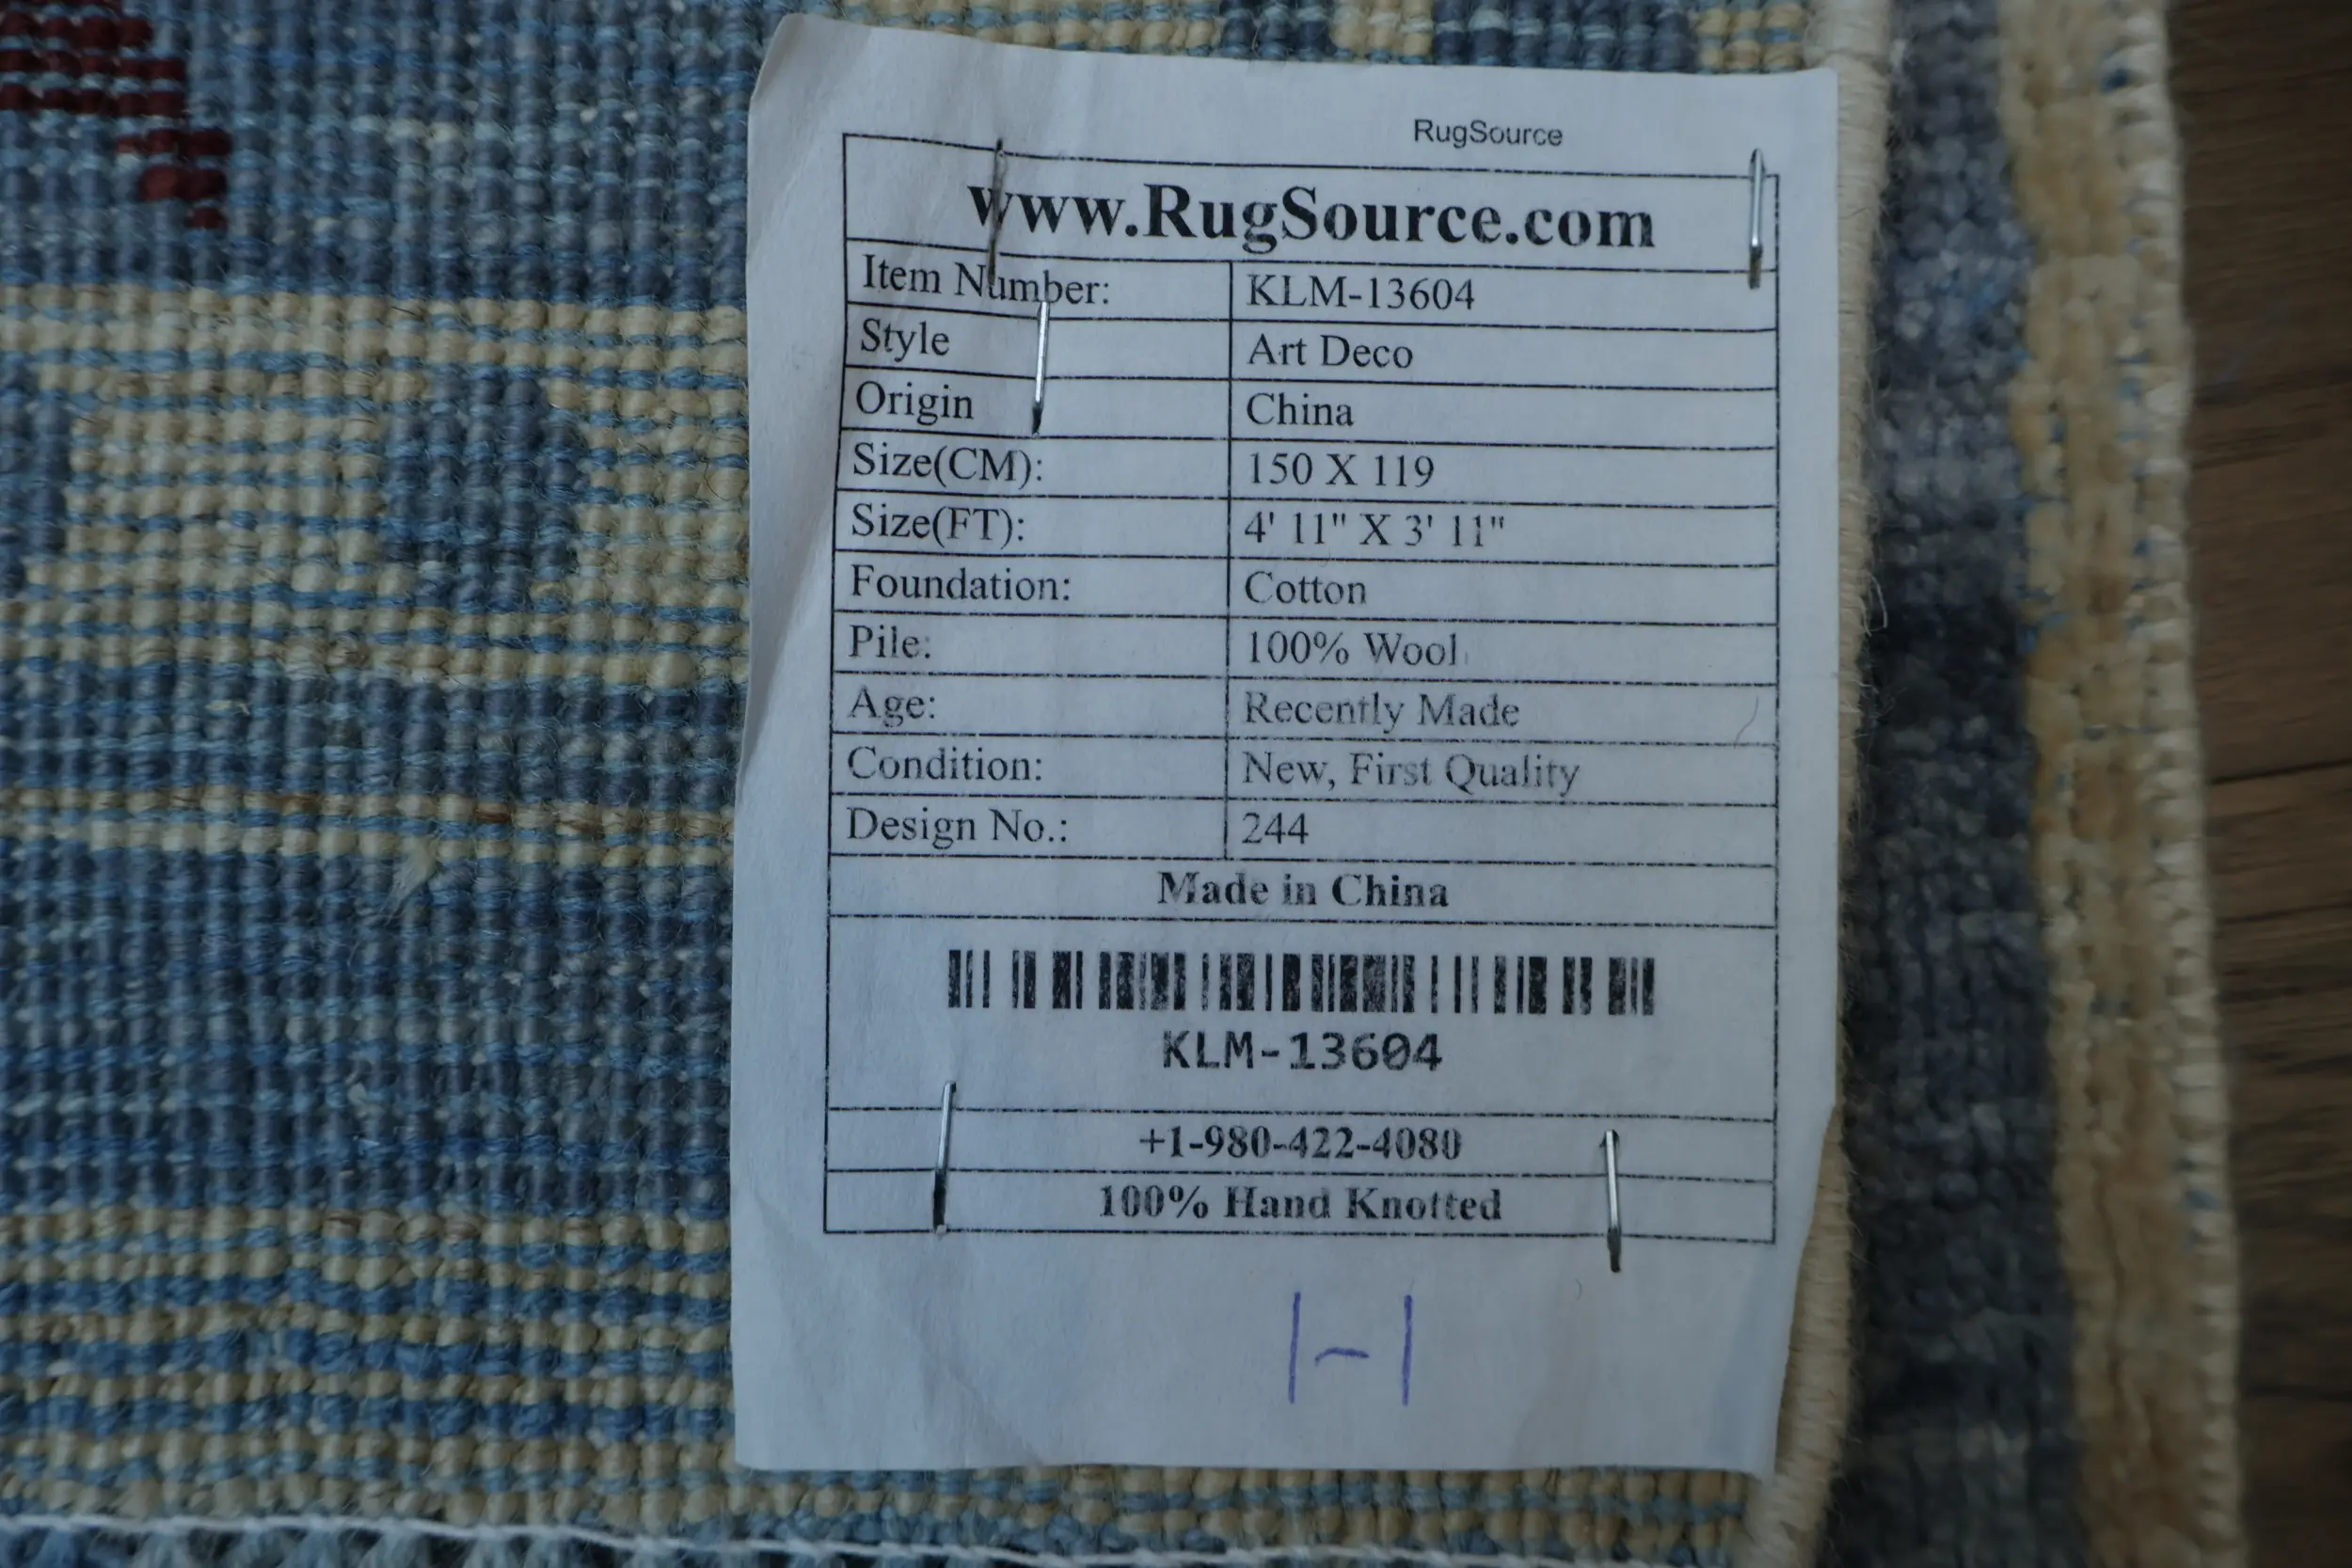 RugSource
www.RugSource.com
Item Number: KLM-13604
Style Art Deco
Origin China
Size(CM): 150 X 119
Size(FT): 4' 11" X 3' 11"
Foundation: Cotton
Pile: 100% Wool
Age: Recently Made
Condition: New, First Quality
Design No.: 244
Made in China
KLM-13604
+1-980-422-4080
100% Hand Knotted
1-1